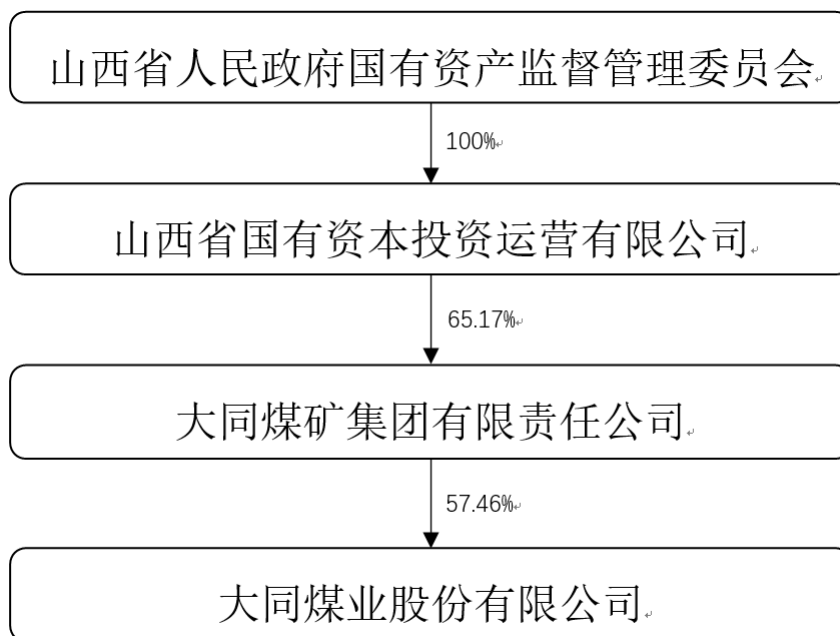 山西省人民政府国有资产监督管理委员会
100%
山西省国有资本投资运营有限公司
65.17%
大同煤矿集团有限责任公司
57.46%
大同煤业股份有限公司